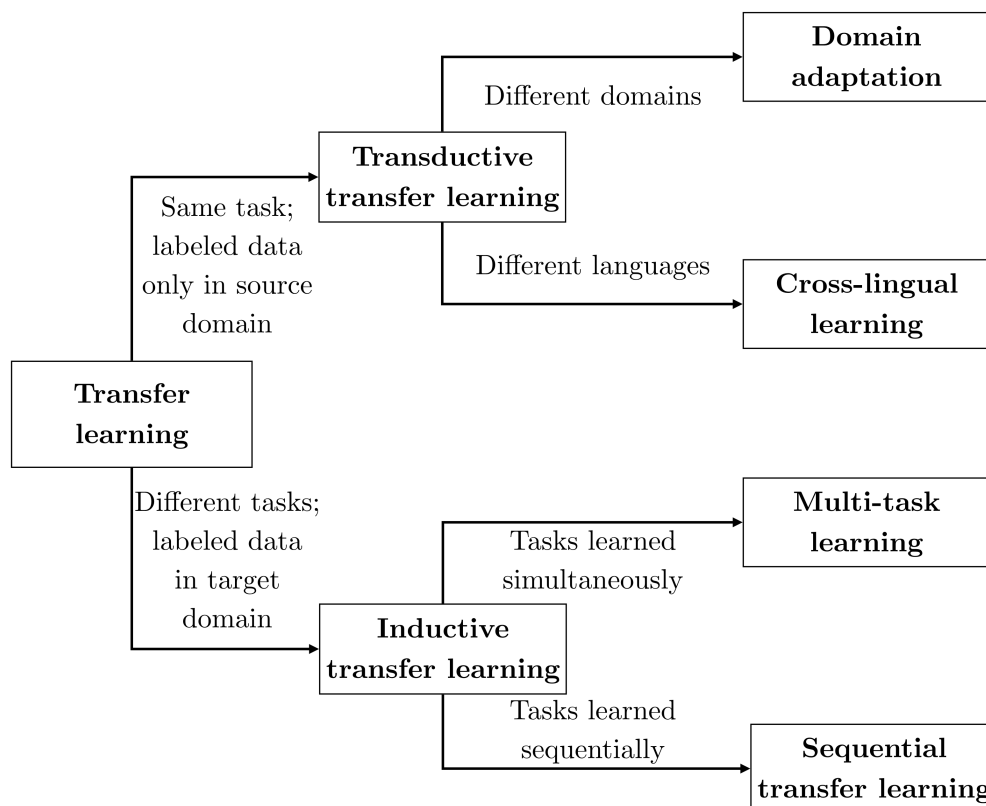 Domain
adaptation
Different domains
Transductive
transfer learning
Same task;
labeled data
only in source
domain
Different languages
Cross-lingual
learning
Transfer
learning
Different tasks;
labeled data
in target
domain
Multi-task
learning
Tasks learned
simultaneously
Inductive
transfer learning
Tasks learned
sequentially
Sequential
transfer learning